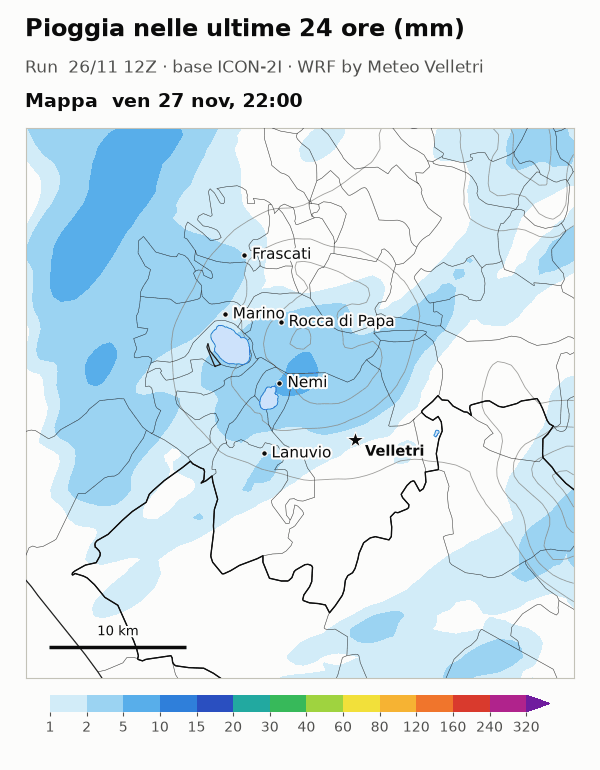 Pioggia nelle ultime 24 ore (mm)
Run 26/11 12Z · base ICON-2I · WRF by Meteo Velletri
Mappa ven 27 nov, 22:00
Frascati
Marino
Rocca di Papa
Nemi
Velletri
Lanuvio
10 km
1 2 5 10 15 20 30 40 60 80 120 160 240 320